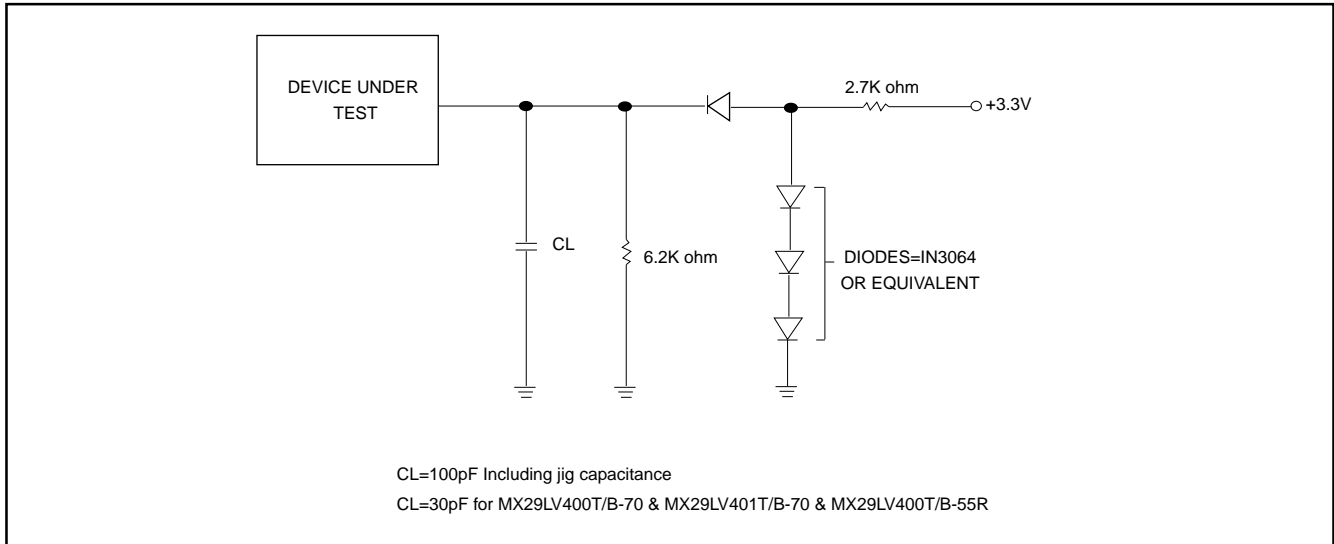 DEVICE UNDER
TEST
2.7K ohm
+3.3V
CL
6.2K ohm
DIODES=IN3064
OR EQUIVALENT
CL=100pF Including jig capacitance
CL=30pF for MX29LV400T/B-70 & MX29LV401T/B-70 & MX29LV400T/B-55R